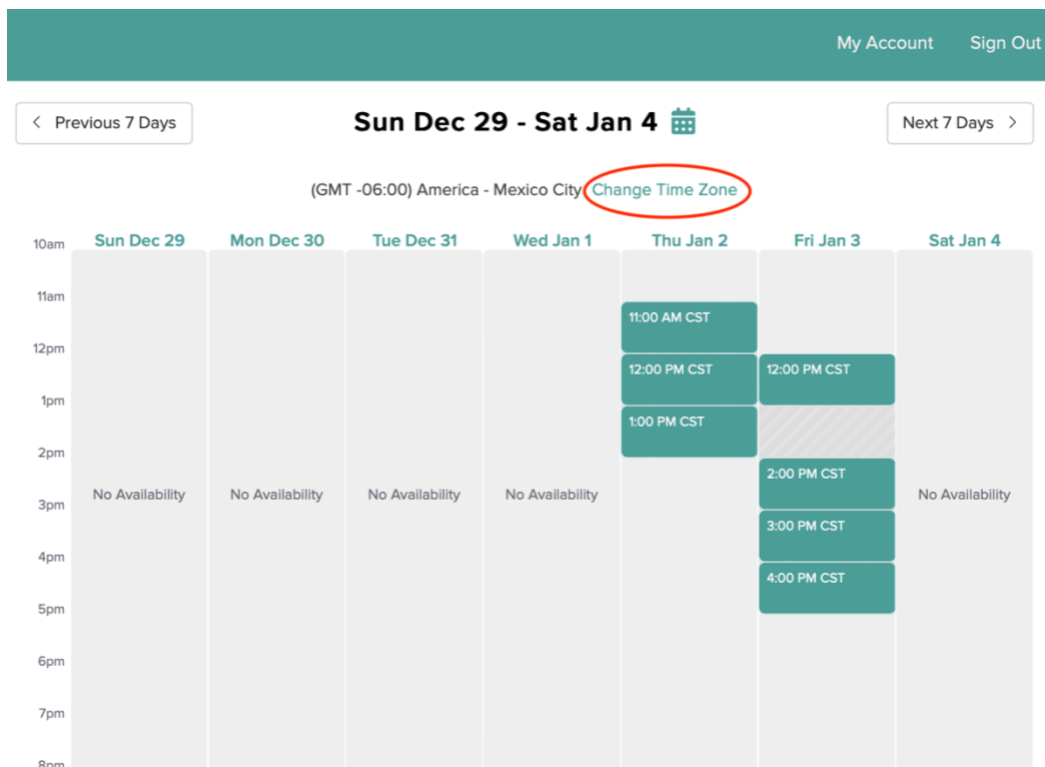 My Account Sign Out
Previous 7 Days
Sun Dec 29 - Sat Jan 4
Next 7 Days
(GMT -06:00) America - Mexico City Change Time Zone
Sun Dec 29 Mon Dec 30 Tue Dec 31 Wed Jan 1 Thu Jan 2 Fri Jan 3 Sat Jan 4
10am
11am
11:00 AM CST
12pm
12:00 PM CST 12:00 PM CST
1pm
1:00 PM CST
2pm
2:00 PM CST
No Availability No Availability No Availability No Availability No Availability
3pm
3:00 PM CST
4pm
4:00 PM CST
5pm
6pm
7pm
8pm